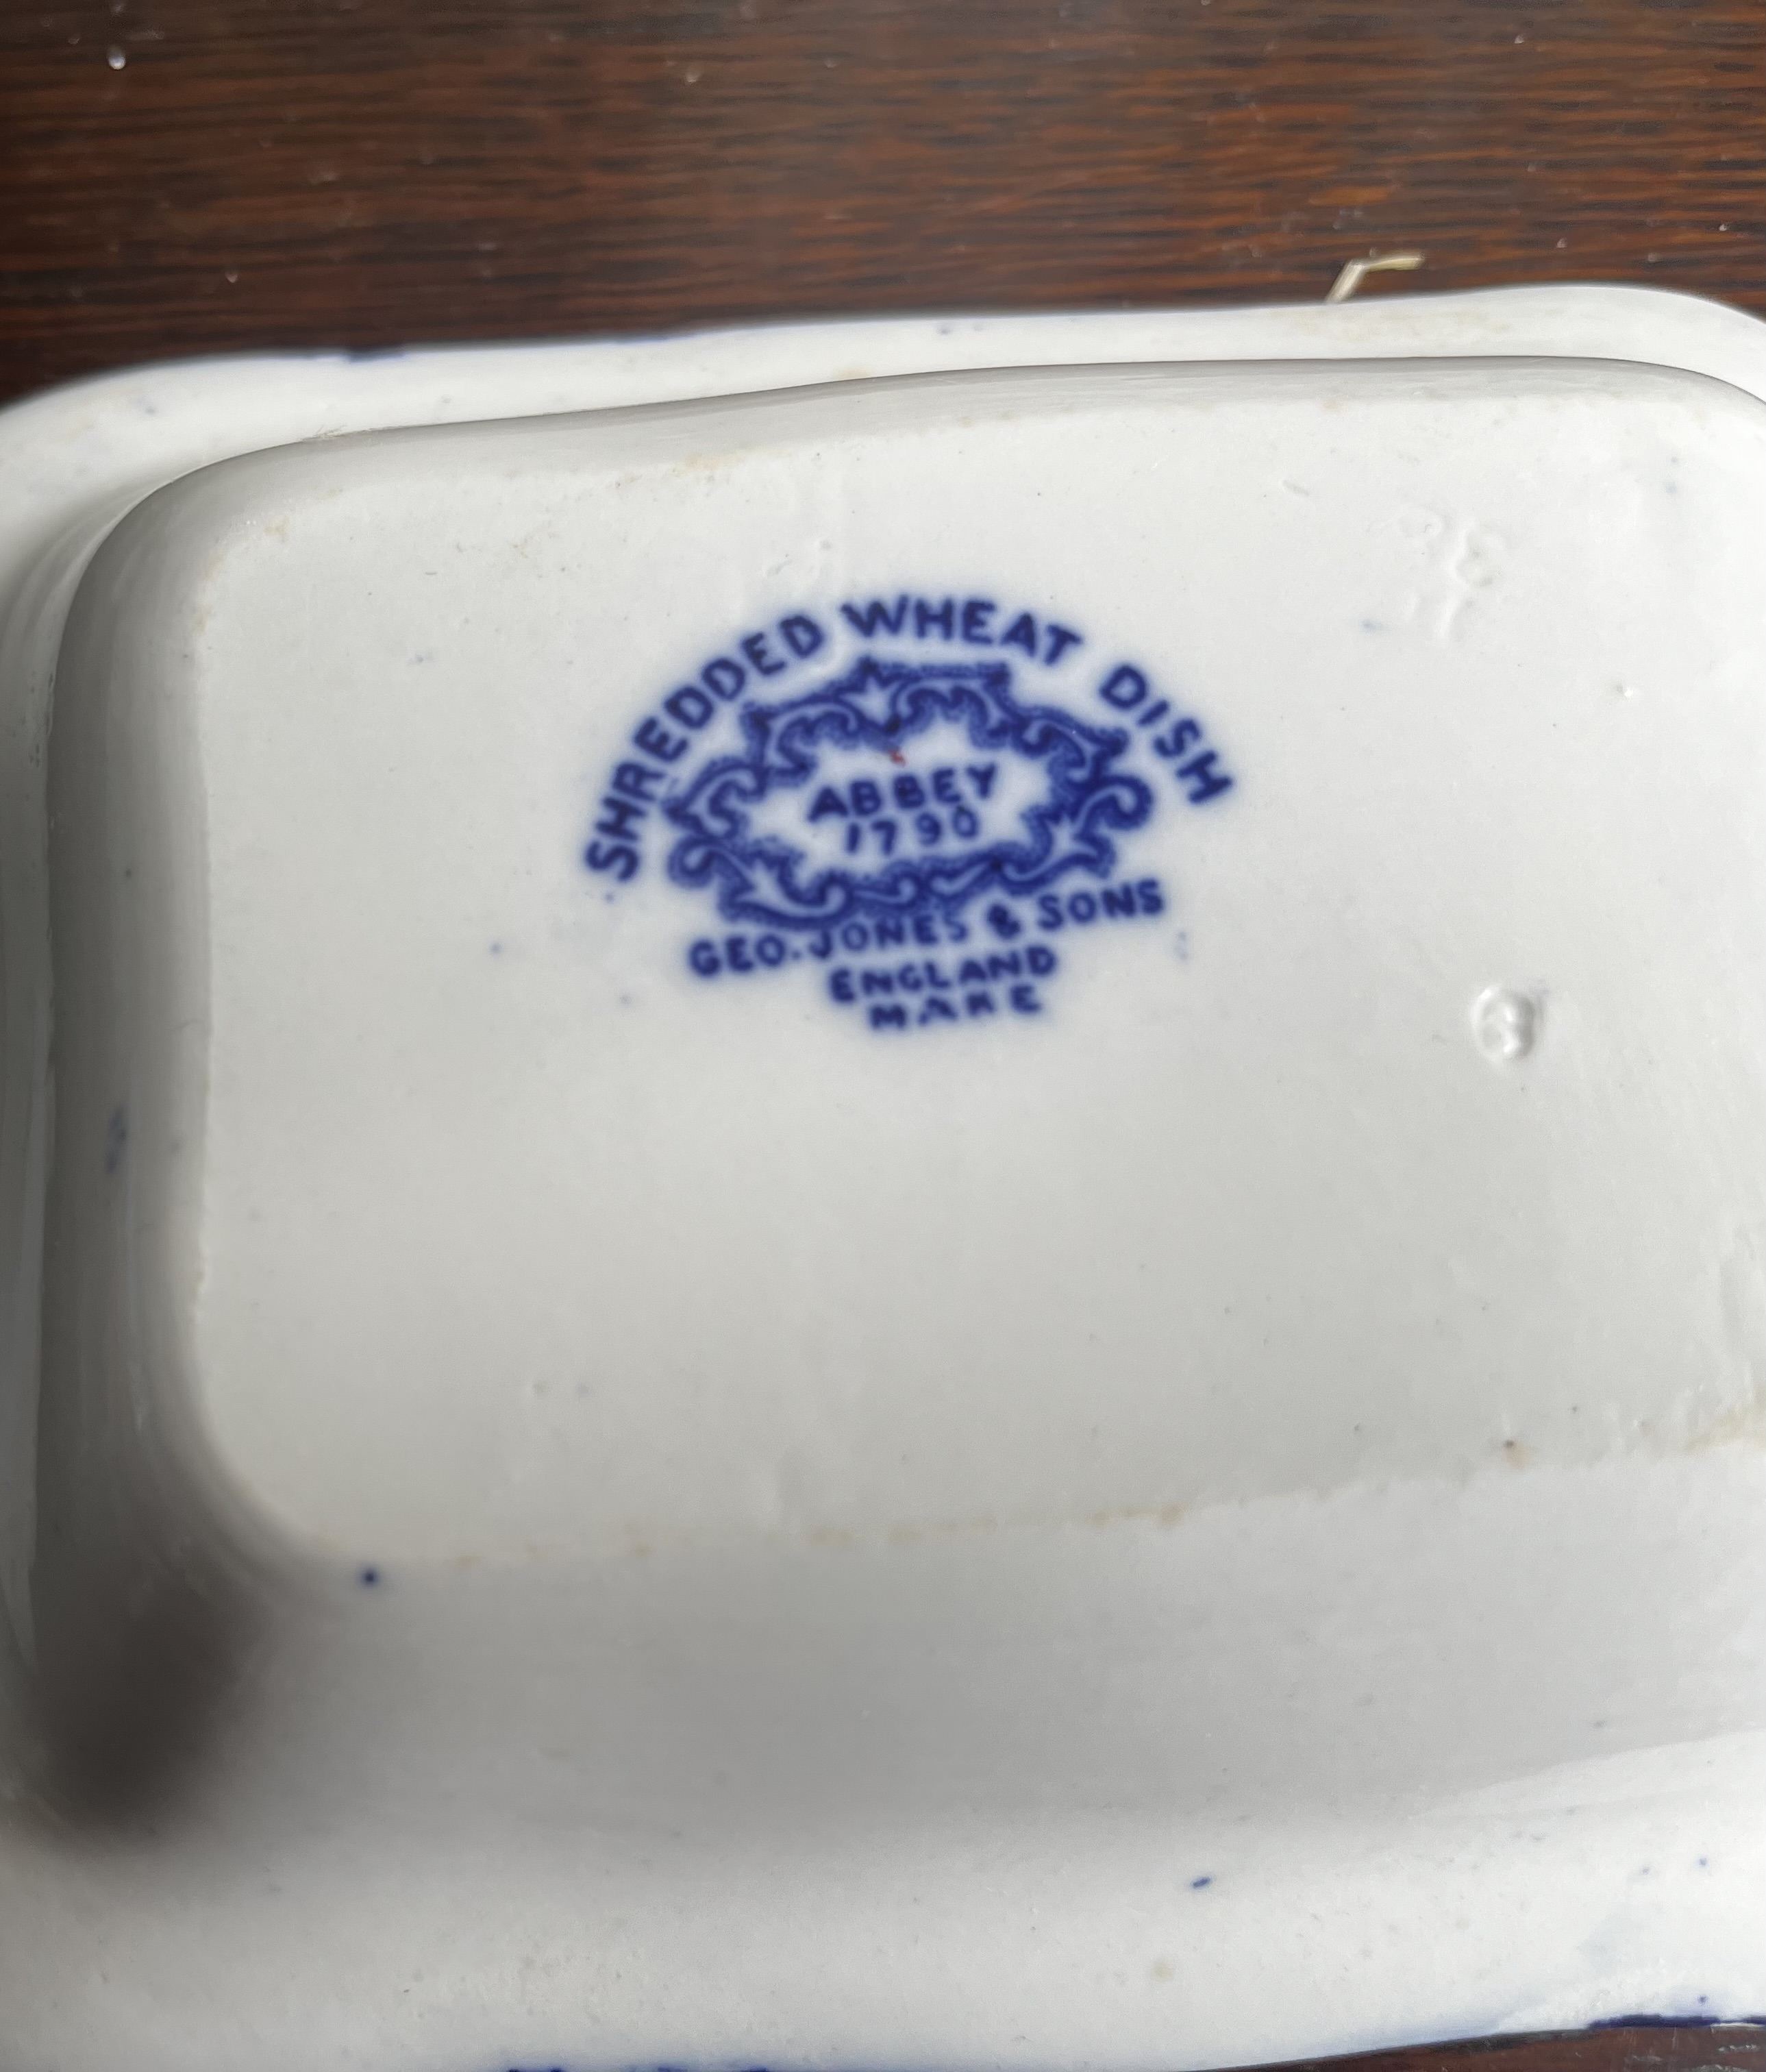 SHREDDED WHEAT DISH
ABBEY
1790
GEO. JONES & SONS
ENGLAND
MAKE